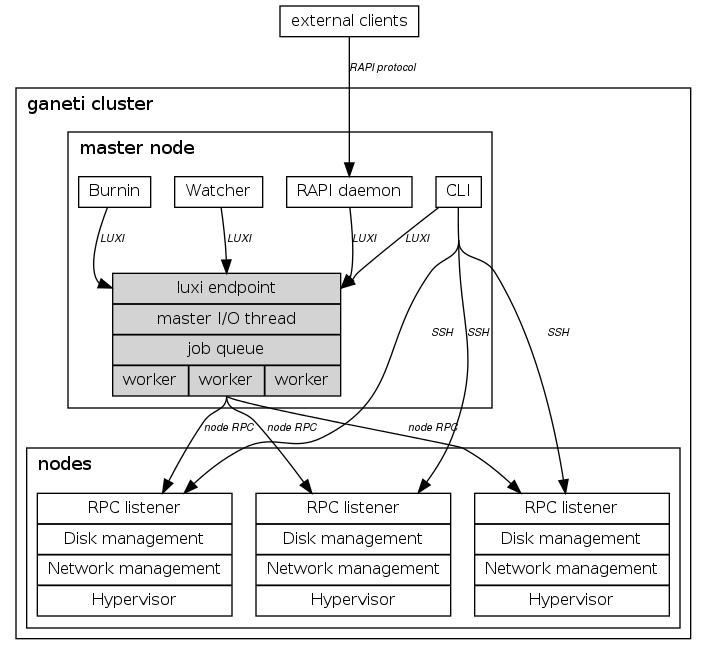 external clients
RAPI protocol
ganeti cluster
master node
Burnin
Watcher
RAPI daemon
CLI
LUXI
LUXI
LUXI
LUXI
luxi endpoint
master I/O thread
job queue
worker
worker
worker
SSH
SSH
SSH
node RPC
node RPC
node RPC
nodes
RPC listener
Disk management
Network management
Hypervisor
RPC listener
Disk management
Network management
Hypervisor
RPC listener
Disk management
Network management
Hypervisor